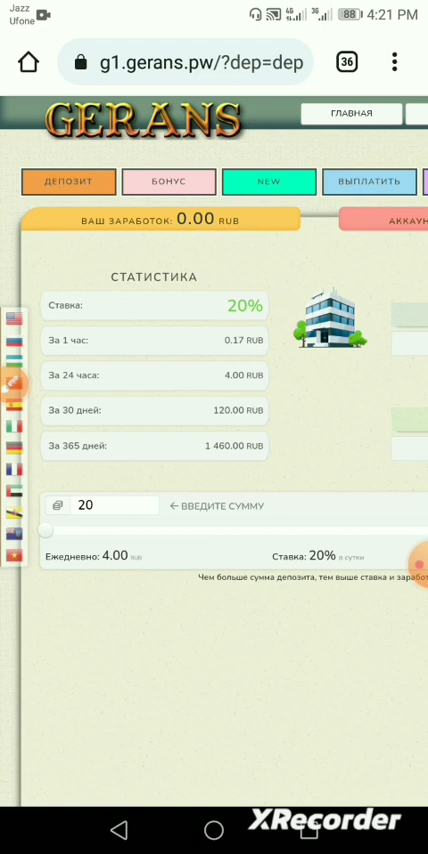 Jazz
Ufone
4G
3G
88
4:21 PM
g1.gerans.pw/?dep=dep
36
GERANS
ГЛАВНАЯ
ДЕПОЗИТ
БОНУС
NEW
ВЫПЛАТИТЬ
ВАШ ЗАРАБОТОК: 0.00 RUB
АККАУН
СТАТИСТИКА
Ставка: 20%
За 1 час: 0.17 RUB
За 24 часа: 4.00 RUB
За 30 дней: 120.00 RUB
За 365 дней: 1 460.00 RUB
20 ← ВВЕДИТЕ СУММУ
Ежедневно: 4.00 RUB Ставка: 20% в сутки
Чем больше сумма депозита, тем выше ставка и зарабо
XRecorder